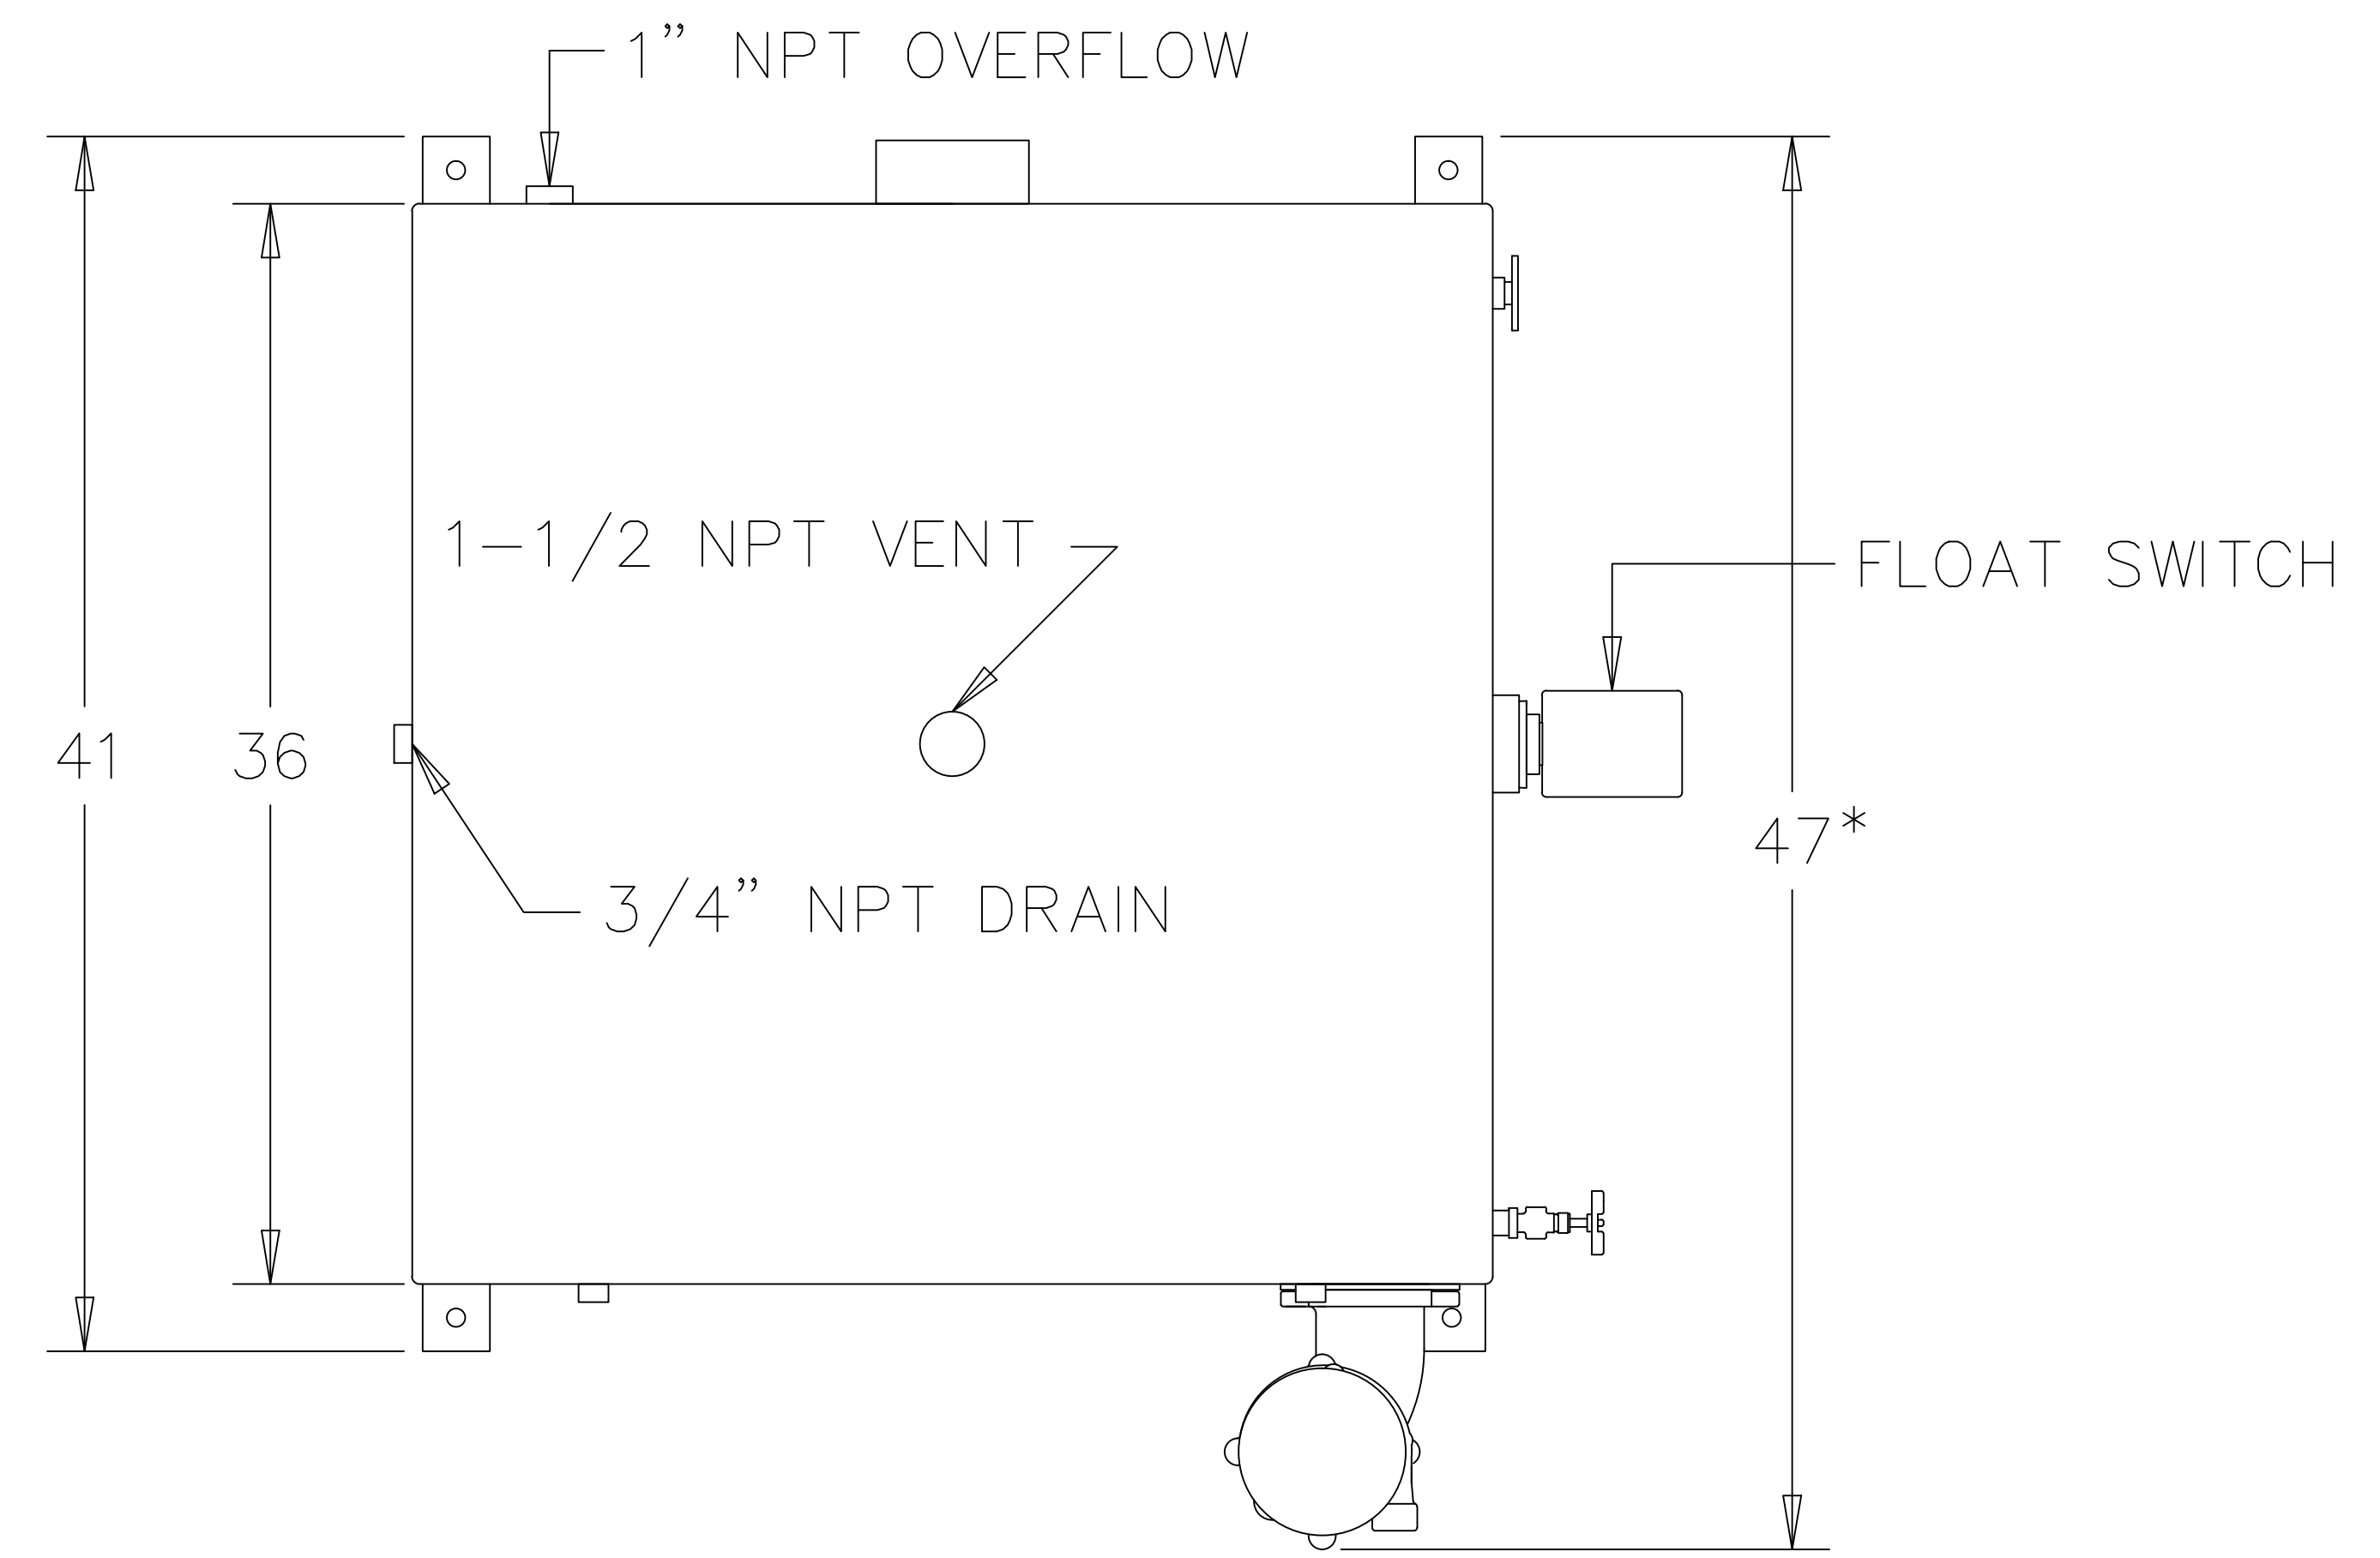 1” NPT OVERFLOW
1-1/2 NPT VENT
FLOAT SWITCH
41
36
47*
3/4” NPT DRAIN